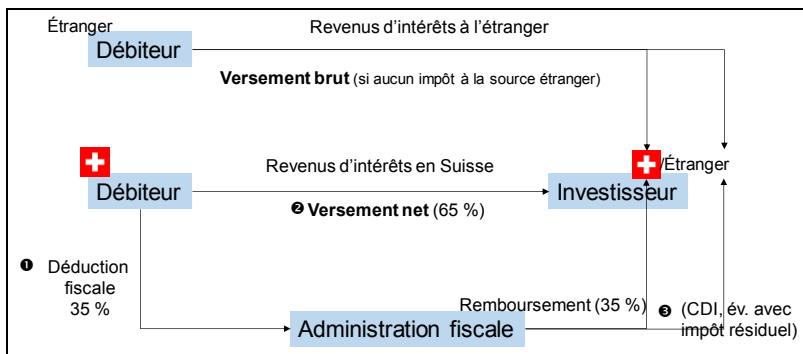 Étranger
Débiteur
Revenus d'intérêts à l'étranger
Versement brut (si aucun impôt à la source étranger)
Débiteur
Revenus d'intérêts en Suisse
❷ Versement net (65 %)
/Étranger
Investisseur
❶ Déduction
fiscale
35 %
Administration fiscale
Remboursement (35 %)
❸ (CDI, év. avec
impôt résiduel)